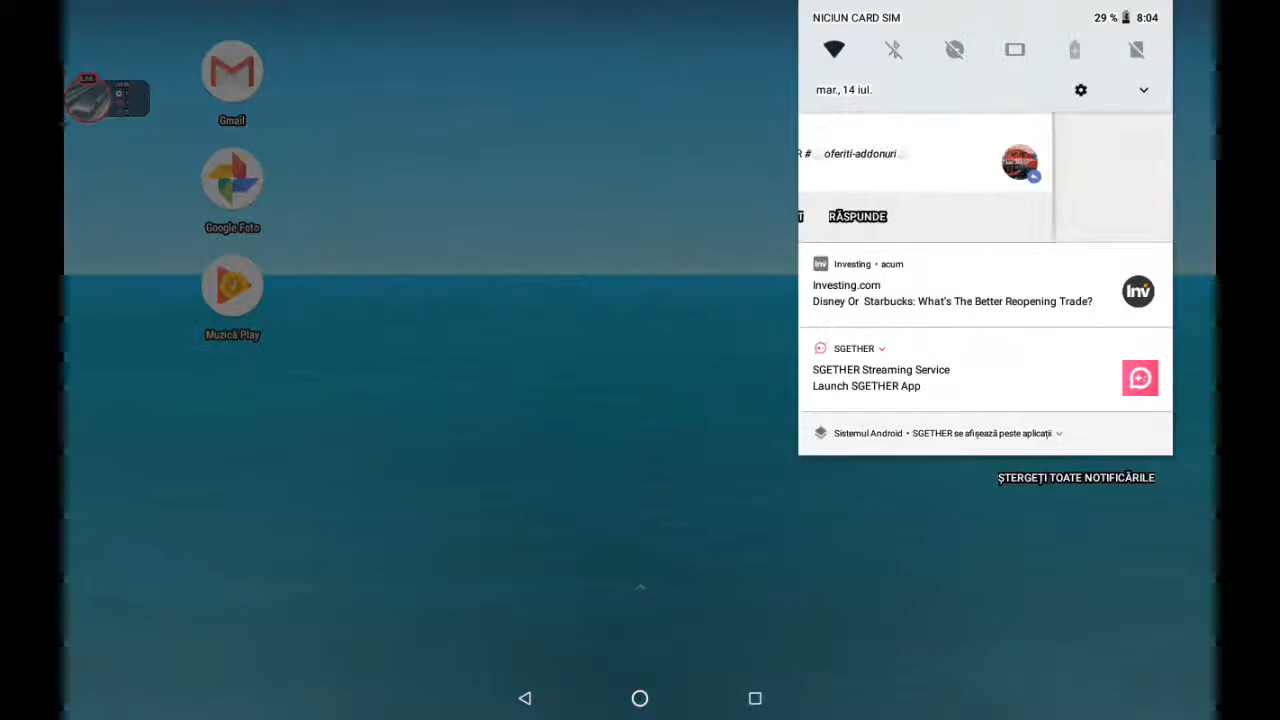 NICIUN CARD SIM
29 % 8:04
mar., 14 iul.
LIVE
Gmail
Google Foto
Muzică Play
R # oferiti-addonuri
T RĂSPUNDE
Investing • acum
Investing.com
Disney Or Starbucks: What's The Better Reopening Trade?
Inv
SGETHER
SGETHER Streaming Service
Launch SGETHER App
Sistemul Android • SGETHER se afișează peste aplicații
ȘTERGEȚI TOATE NOTIFICĂRILE